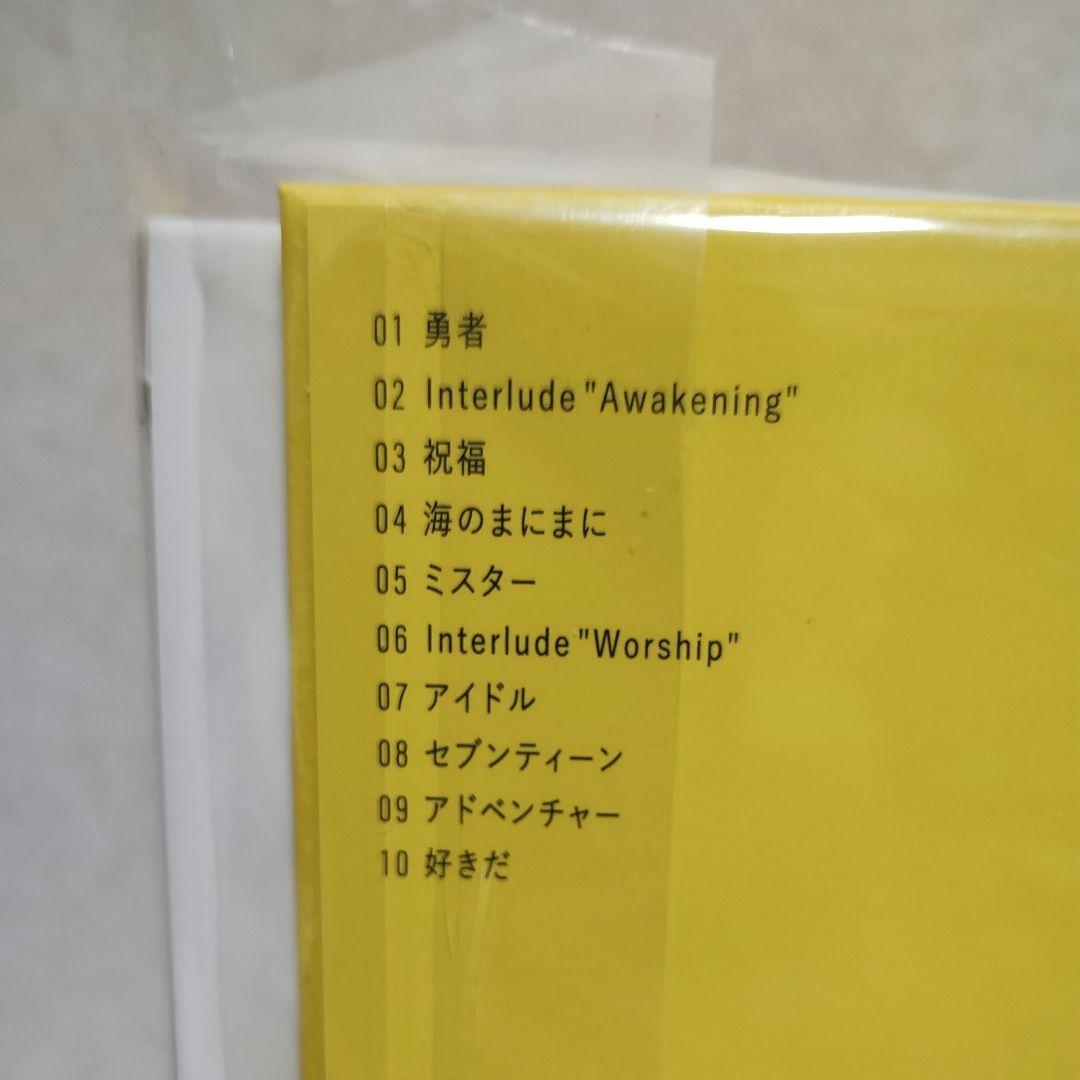 01 勇者
02 Interlude "Awakening"
03 祝福
04 海のまにまに
05 ミスター
06 Interlude "Worship"
07 アイドル
08 セブンティーン
09 アドベンチャー
10 好きだ